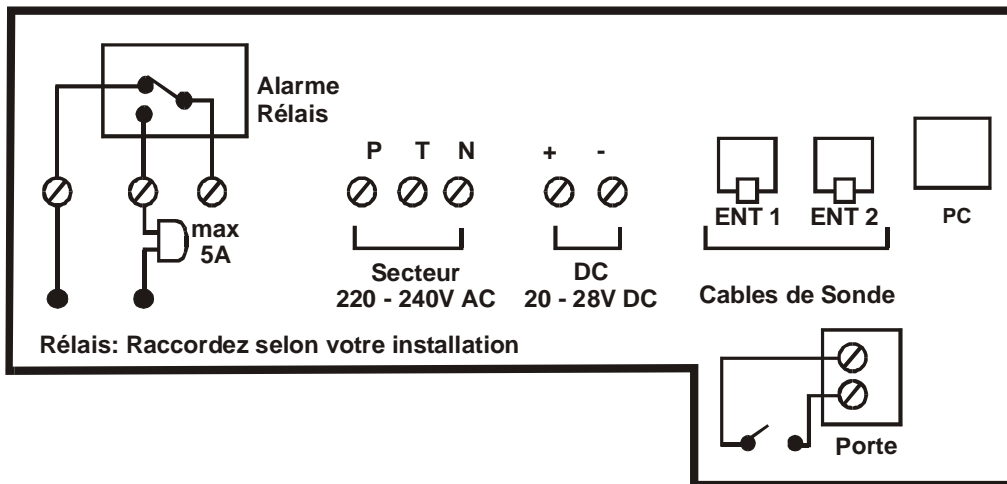 Alarme
Rélais
P T N
+ -
max
5A
ENT 1 ENT 2
PC
Secteur
220 - 240V AC
DC
20 - 28V DC
Cables de Sonde
Rélais: Raccordez selon votre installation
Porte